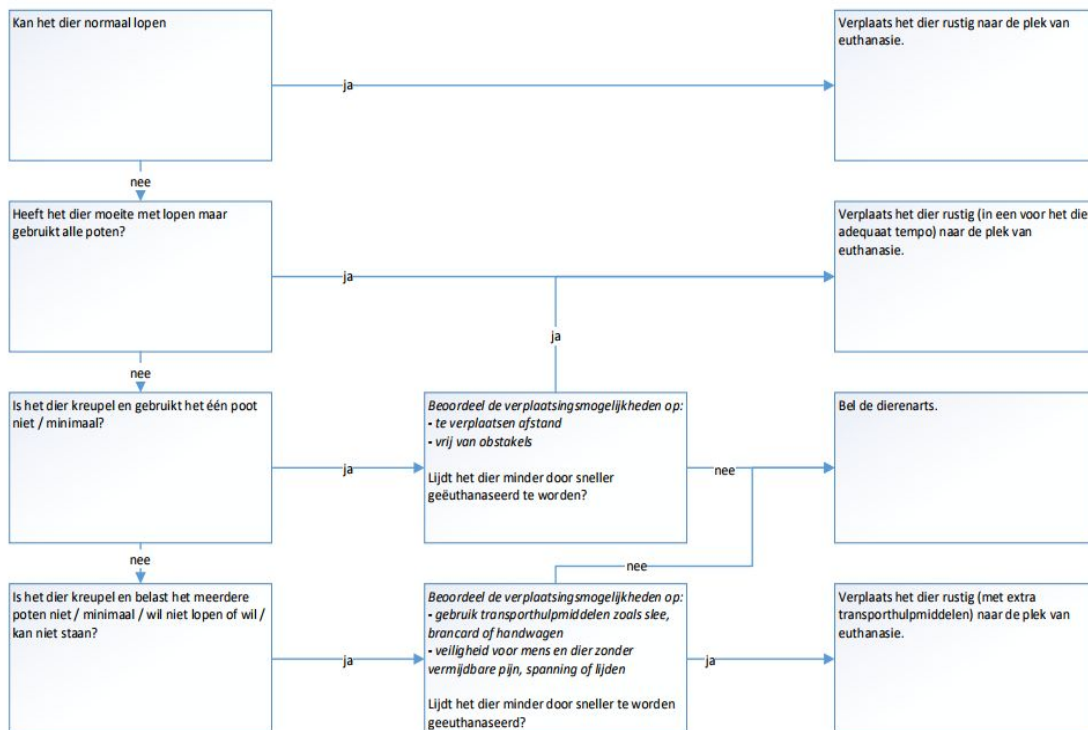 Kan het dier normaal lopen
ja
Verplaats het dier rustig naar de plek van
euthanasie.
nee
Heeft het dier moeite met lopen maar
gebruikt alle poten?
ja
Verplaats het dier rustig (in een voor het die
adequaat tempo) naar de plek van
euthanasie.
ja
nee
Is het dier kreupel en gebruikt het één poot
niet / minimaal?
ja
Beoordeel de verplaatsingsmogelijkheden op:
- te verplaatsen afstand
- vrij van obstakels
Lijdt het dier minder door sneller
geëuthanaseerd te worden?
nee
Bel de dierenarts.
nee
nee
Is het dier kreupel en belast het meerdere
poten niet / minimaal / wil niet lopen of wil /
kan niet staan?
ja
Beoordeel de verplaatsingsmogelijkheden op:
- gebruik transporthulpmiddelen zoals slee,
brancard of handwagen
- veiligheid voor mens en dier zonder
vermijdbare pijn, spanning of lijden
Lijdt het dier minder door sneller te worden
geeuthanaseerd?
ja
Verplaats het dier rustig (met extra
transporthulpmiddelen) naar de plek van
euthanasie.